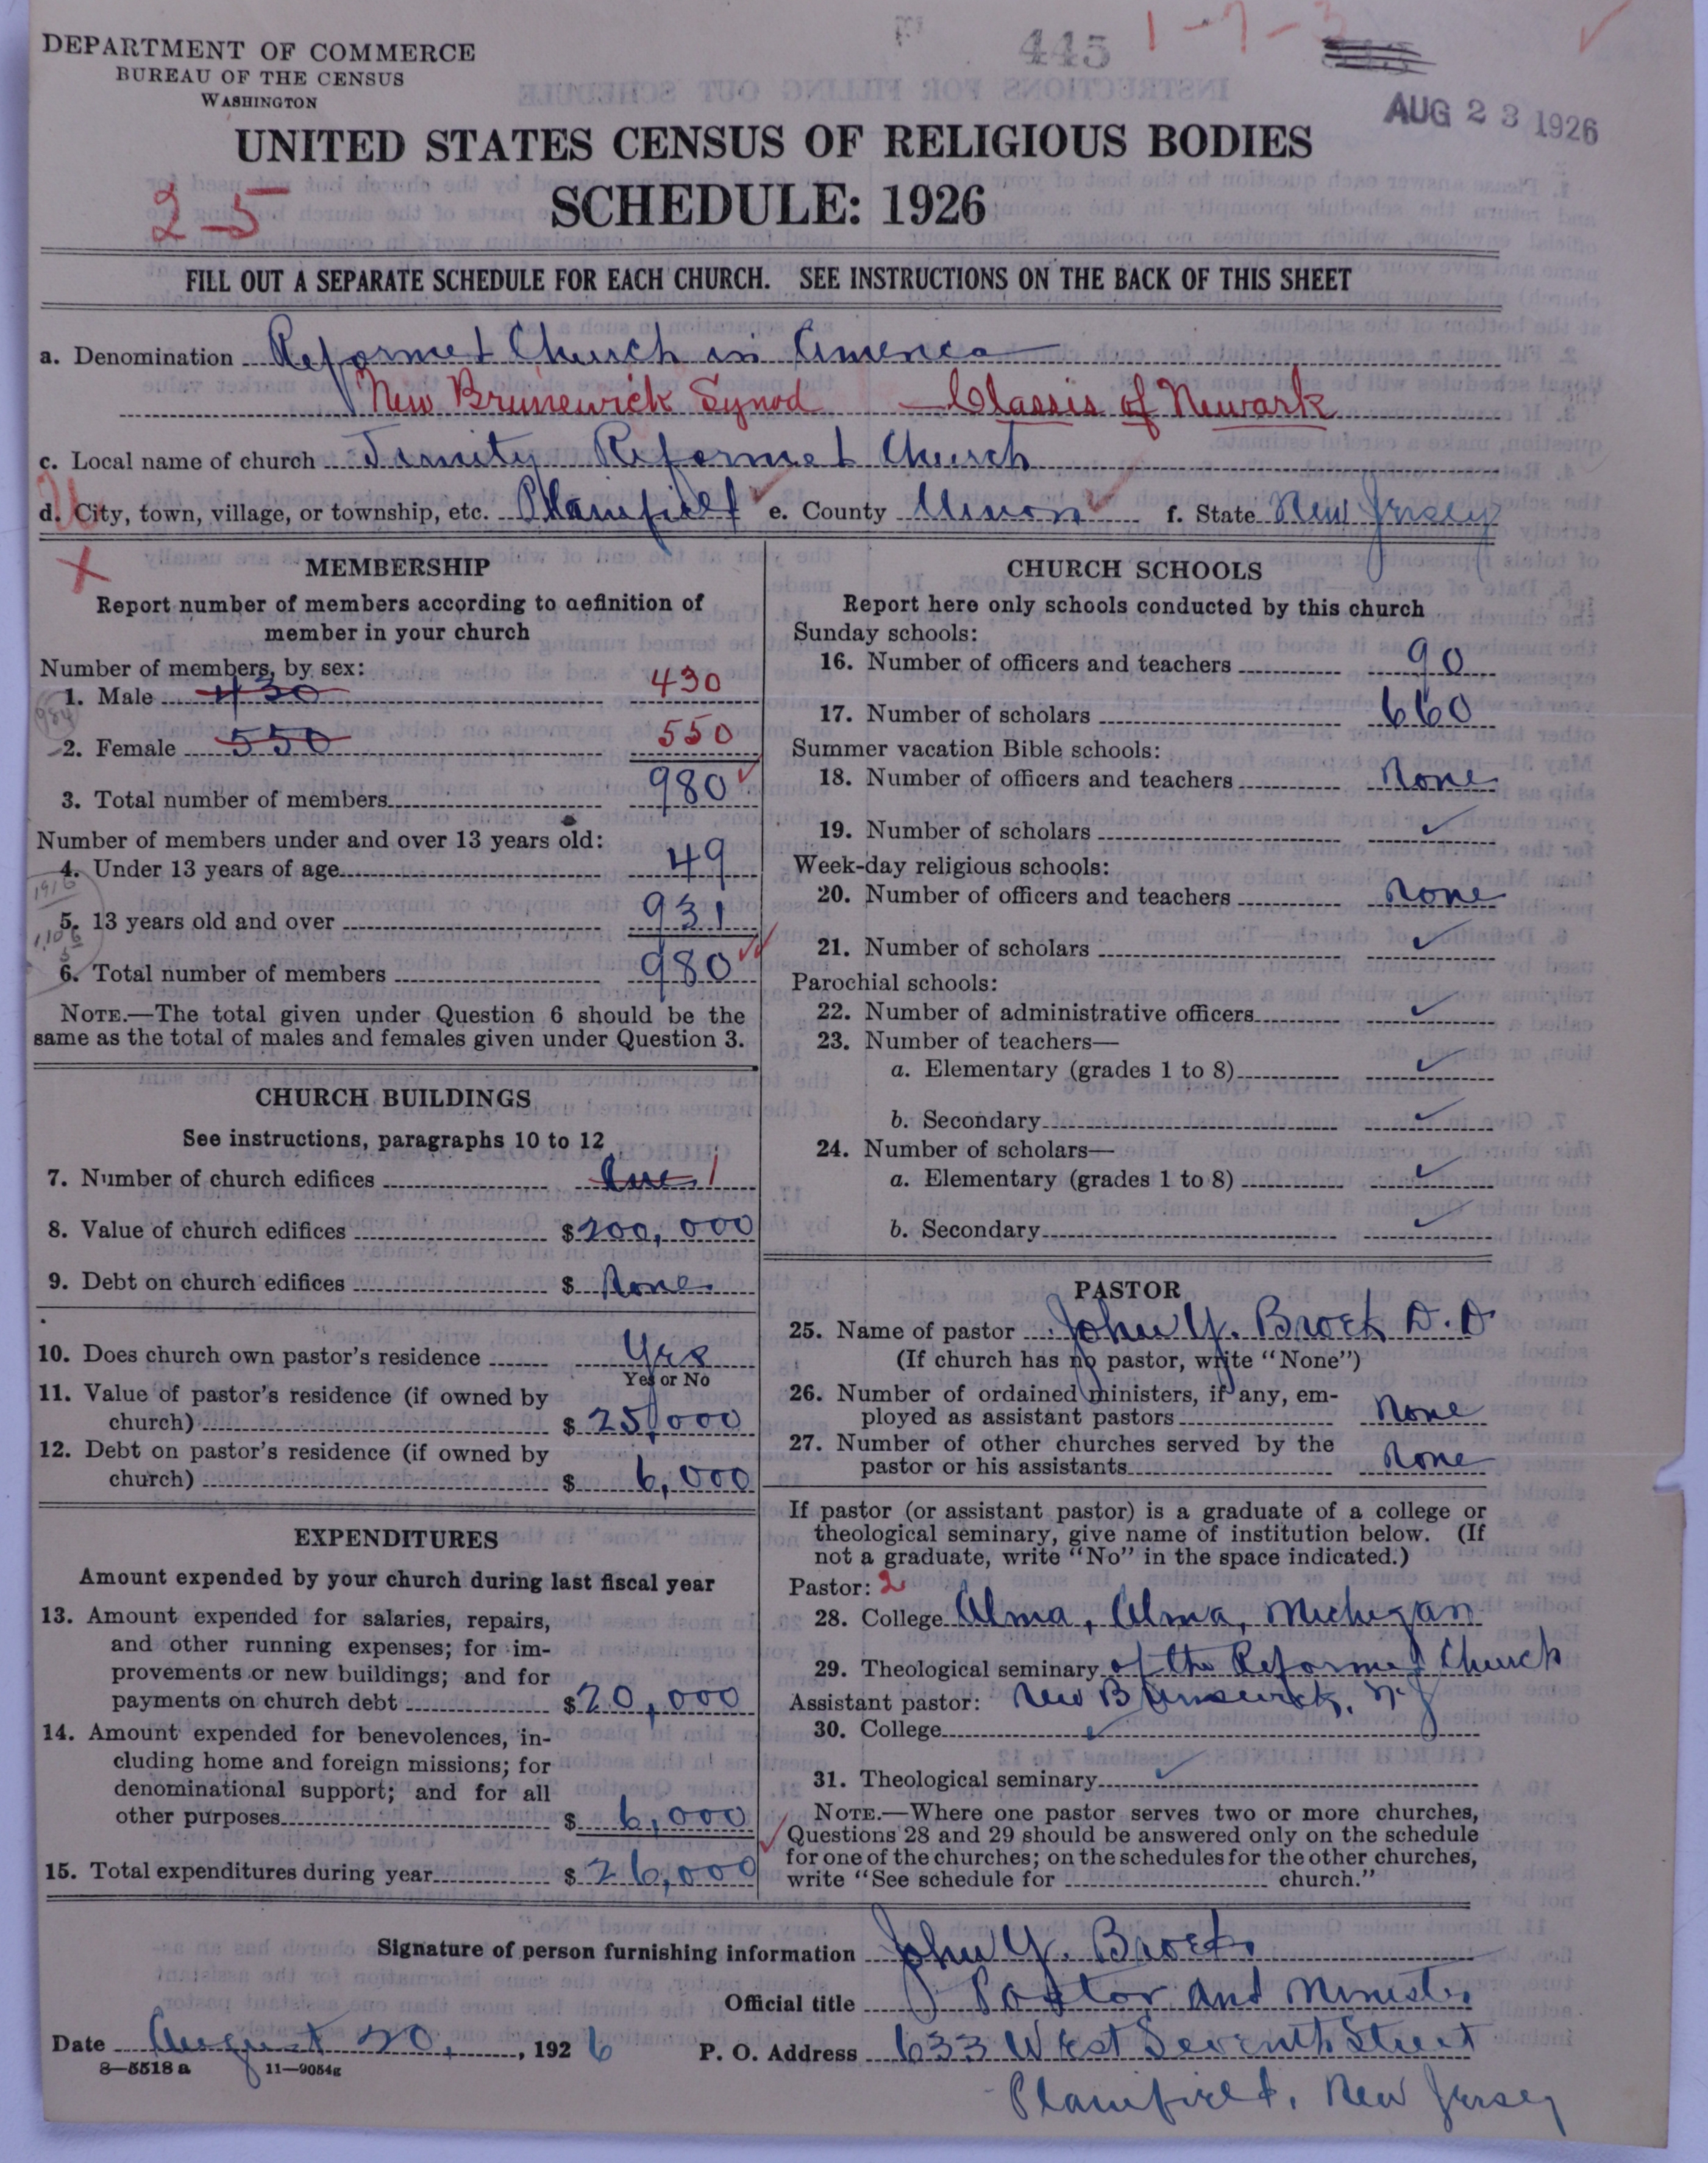 DEPARTMENT OF COMMERCE
BUREAU OF THE CENSUS
WASHINGTON
445
1-7-3
AUG 23 1926
UNITED STATES CENSUS OF RELIGIOUS BODIES
SCHEDULE: 1926
25
FILL OUT A SEPARATE SCHEDULE FOR EACH CHURCH. SEE INSTRUCTIONS ON THE BACK OF THIS SHEET
a. Denomination Reformed Church in America
New Brunswick Synod — Classis of Newark
c. Local name of church Trinity Reformed Church
d. City, town, village, or township, etc. Plainfield e. County Union f. State New Jersey
MEMBERSHIP
Report number of members according to definition of
member in your church
Number of members, by sex:
1. Male 430 430
2. Female 550 550
3. Total number of members 980
Number of members under and over 13 years old:
4. Under 13 years of age 49
1916
5. 13 years old and over 931
6. Total number of members 980
NOTE.—The total given under Question 6 should be the
same as the total of males and females given under Question 3.
CHURCH BUILDINGS
See instructions, paragraphs 10 to 12
7. Number of church edifices One 1
8. Value of church edifices $200,000
9. Debt on church edifices $ None
10. Does church own pastor's residence Yes
Yes or No
11. Value of pastor's residence (if owned by
church) $ 25,000
12. Debt on pastor's residence (if owned by
church) $ 6,000
EXPENDITURES
Amount expended by your church during last fiscal year
13. Amount expended for salaries, repairs,
and other running expenses; for im-
provements or new buildings; and for
payments on church debt $20,000
14. Amount expended for benevolences, in-
cluding home and foreign missions; for
denominational support; and for all
other purposes $ 6,000
15. Total expenditures during year $ 26,000
CHURCH SCHOOLS
Report here only schools conducted by this church
Sunday schools:
16. Number of officers and teachers 90
17. Number of scholars 660
Summer vacation Bible schools:
18. Number of officers and teachers None
19. Number of scholars ✓
Week-day religious schools:
20. Number of officers and teachers None
21. Number of scholars ✓
Parochial schools:
22. Number of administrative officers ✓
23. Number of teachers—
a. Elementary (grades 1 to 8) ✓
b. Secondary ✓
24. Number of scholars—
a. Elementary (grades 1 to 8) ✓
b. Secondary ✓
PASTOR
25. Name of pastor John Y. Broek D.D.
(If church has no pastor, write "None")
26. Number of ordained ministers, if any, em-
ployed as assistant pastors None
27. Number of other churches served by the
pastor or his assistants None
If pastor (or assistant pastor) is a graduate of a college or
theological seminary, give name of institution below. (If
not a graduate, write "No" in the space indicated.)
Pastor: 2
28. College Alma, Alma, Michigan
29. Theological seminary of the Reformed Church
Assistant pastor: New Brunswick, N.J
30. College ✓
31. Theological seminary ✓
NOTE.—Where one pastor serves two or more churches,
Questions 28 and 29 should be answered only on the schedule
for one of the churches; on the schedules for the other churches,
write "See schedule for church."
Signature of person furnishing information John Y. Broek
Official title Pastor and Minister
Date August 20, 1926 P. O. Address 633 West Seventh Street
8—5518 a 11—9054g
Plainfield, New Jersey